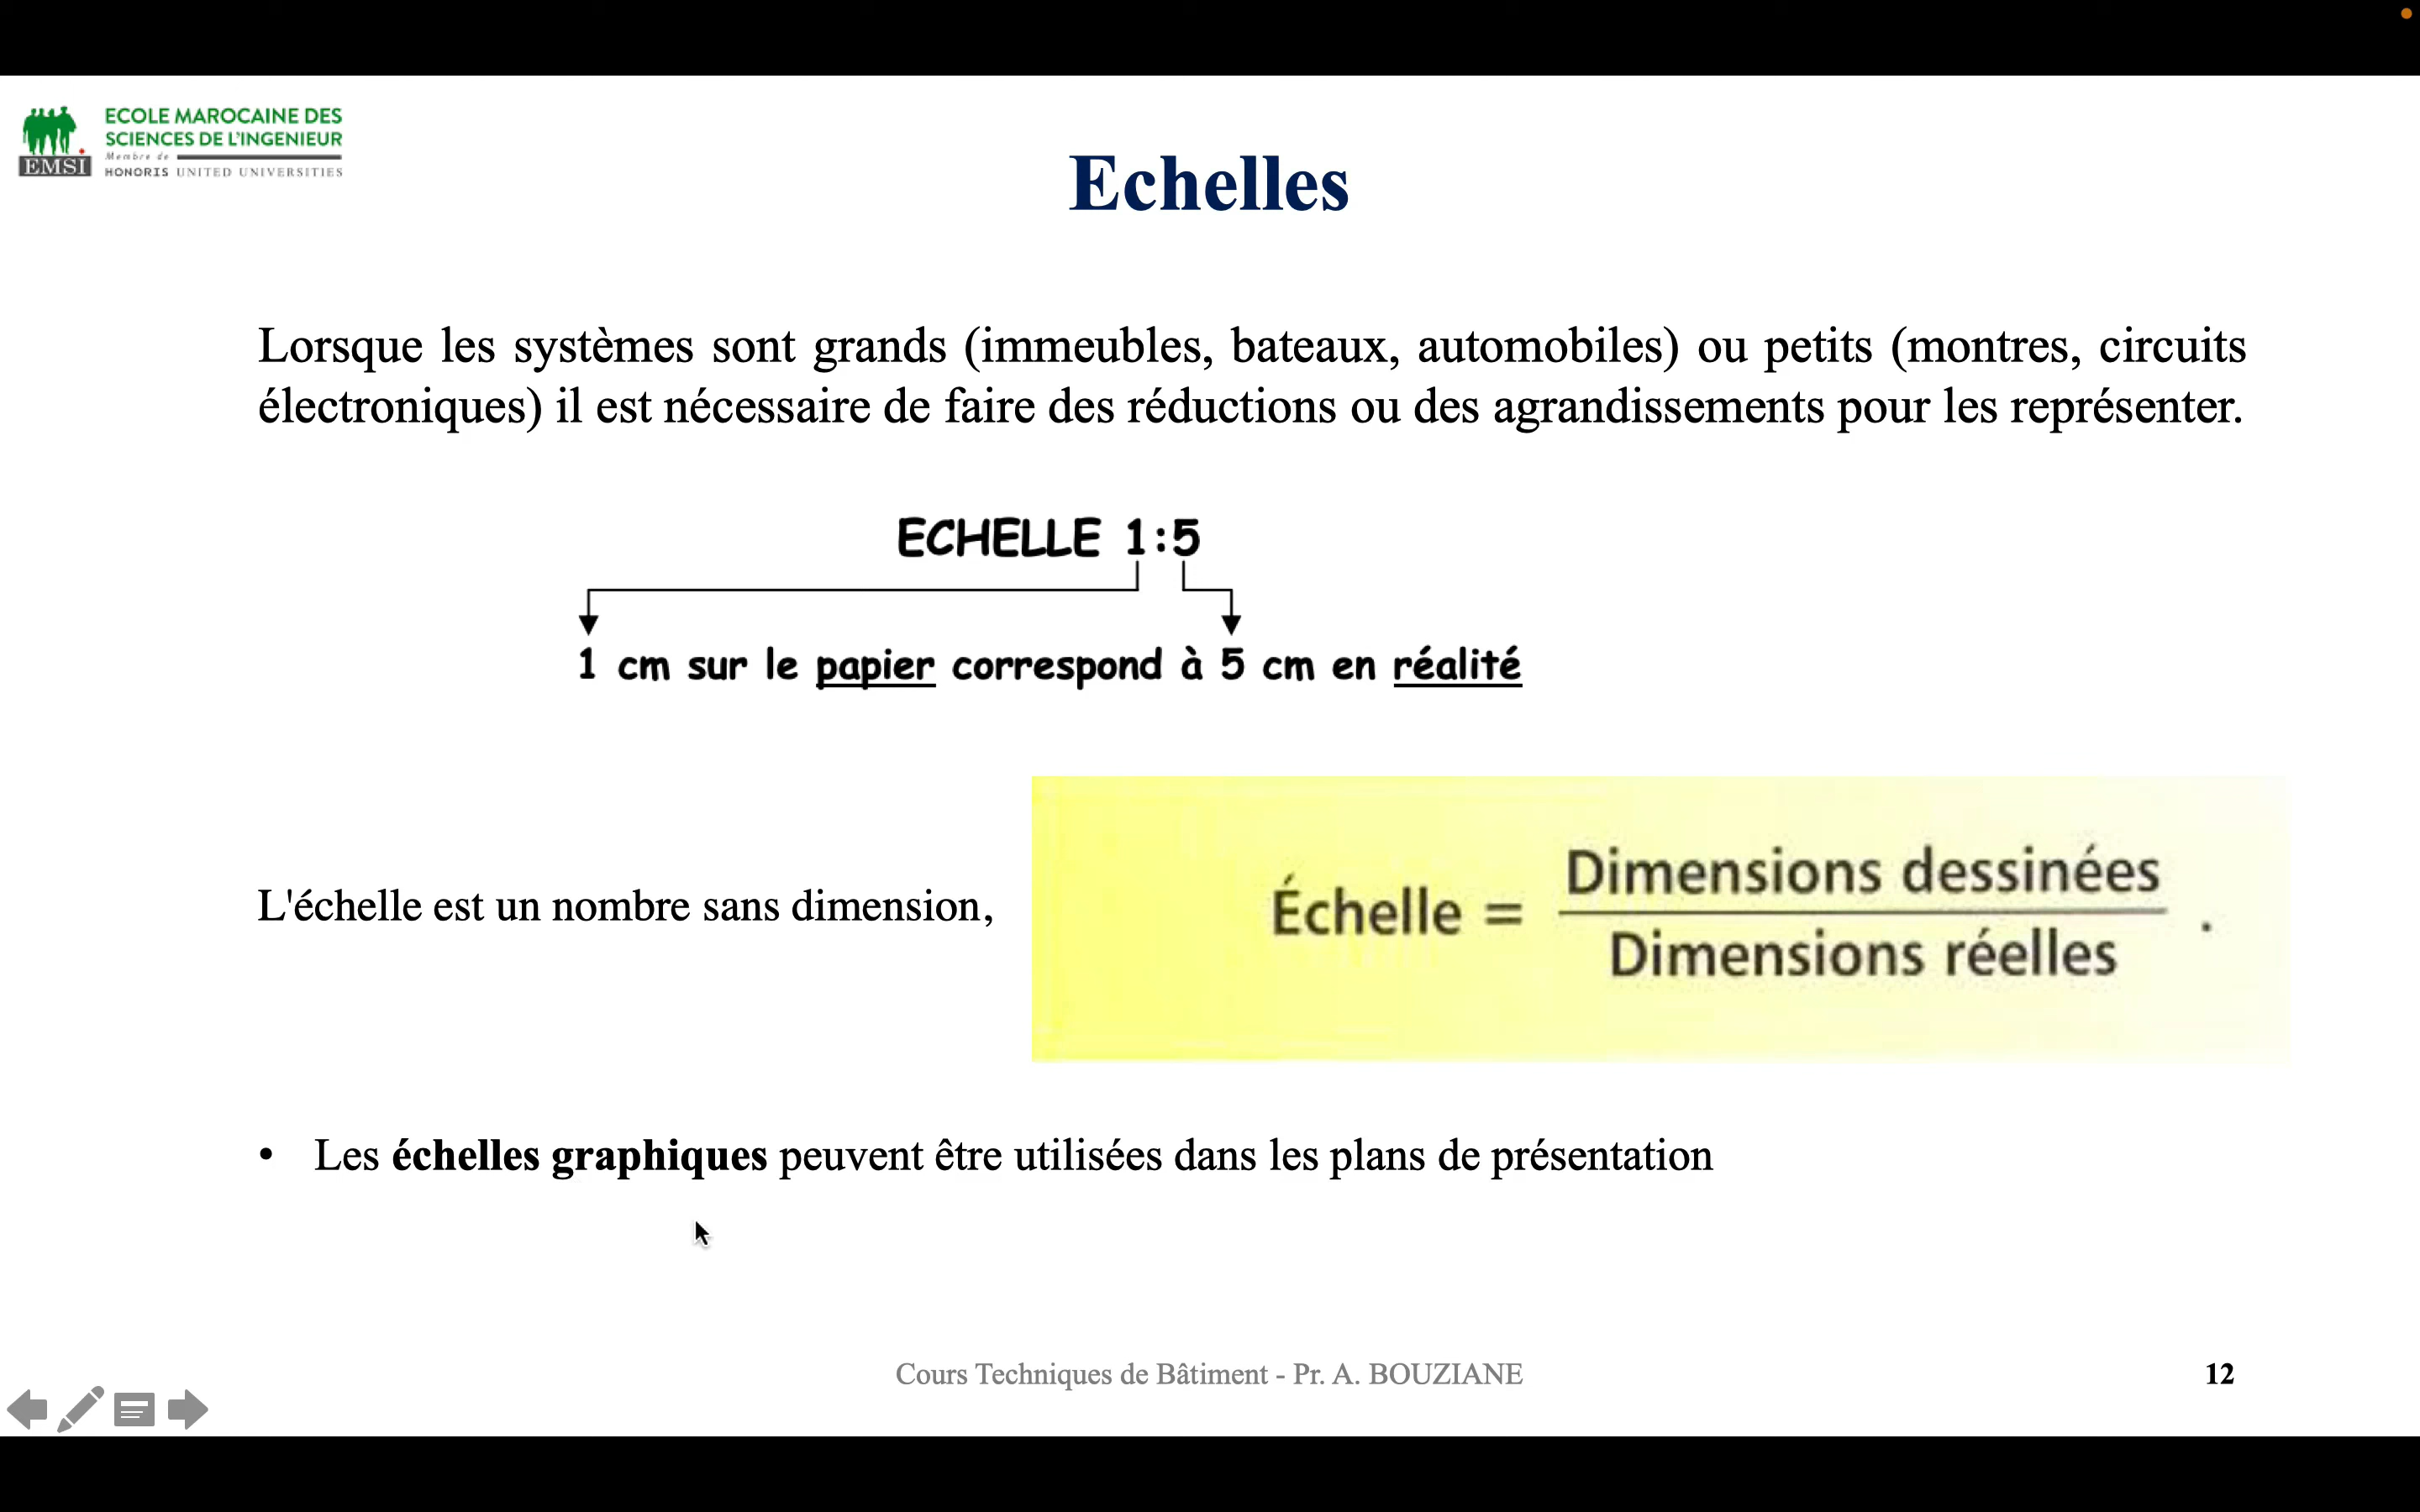 ECOLE MAROCAINE DES
SCIENCES DE L'INGENIEUR
Membre de
HONORIS UNITED UNIVERSITIES
EMSI
Echelles
Lorsque les systèmes sont grands (immeubles, bateaux, automobiles) ou petits (montres, circuits
électroniques) il est nécessaire de faire des réductions ou des agrandissements pour les représenter.
ECHELLE 1:5
1 cm sur le papier correspond à 5 cm en réalité
L'échelle est un nombre sans dimension,
Échelle = Dimensions dessinées
Dimensions réelles .
• Les échelles graphiques peuvent être utilisées dans les plans de présentation
Cours Techniques de Bâtiment - Pr. A. BOUZIANE
12